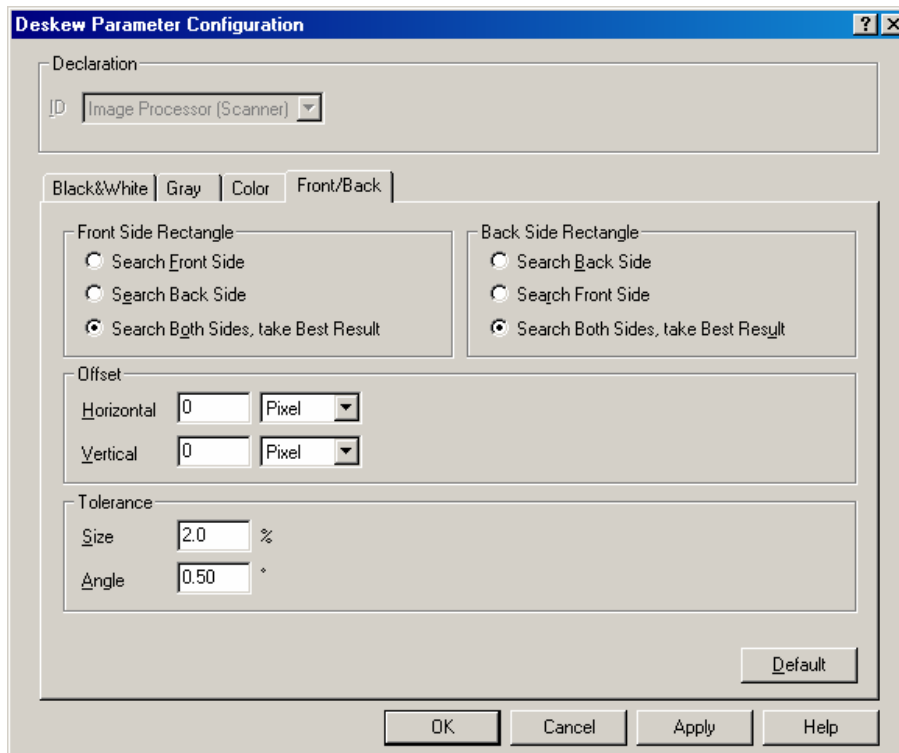 Deskew Parameter Configuration
Declaration
ID Image Processor (Scanner)
Black&White Gray Color Front/Back
Front Side Rectangle Back Side Rectangle
Search Front Side Search Back Side
Search Back Side Search Front Side
Search Both Sides, take Best Result Search Both Sides, take Best Result
Offset
Horizontal 0 Pixel
Vertical 0 Pixel
Tolerance
Size 2.0 %
Angle 0.50 °
Default
OK Cancel Apply Help